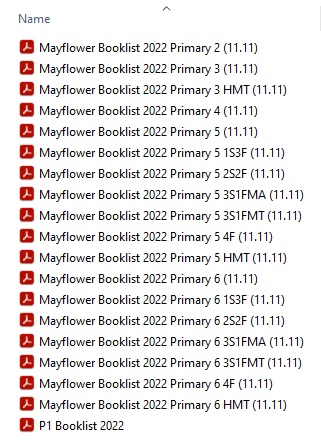 Name
Mayflower Booklist 2022 Primary 2 (11.11)
Mayflower Booklist 2022 Primary 3 (11.11)
Mayflower Booklist 2022 Primary 3 HMT (11.11)
Mayflower Booklist 2022 Primary 4 (11.11)
Mayflower Booklist 2022 Primary 5 (11.11)
Mayflower Booklist 2022 Primary 5 1S3F (11.11)
Mayflower Booklist 2022 Primary 5 2S2F (11.11)
Mayflower Booklist 2022 Primary 5 3S1FMA (11.11)
Mayflower Booklist 2022 Primary 5 3S1FMT (11.11)
Mayflower Booklist 2022 Primary 5 4F (11.11)
Mayflower Booklist 2022 Primary 5 HMT (11.11)
Mayflower Booklist 2022 Primary 6 (11.11)
Mayflower Booklist 2022 Primary 6 1S3F (11.11)
Mayflower Booklist 2022 Primary 6 2S2F (11.11)
Mayflower Booklist 2022 Primary 6 3S1FMA (11.11)
Mayflower Booklist 2022 Primary 6 3S1FMT (11.11)
Mayflower Booklist 2022 Primary 6 4F (11.11)
Mayflower Booklist 2022 Primary 6 HMT (11.11)
P1 Booklist 2022